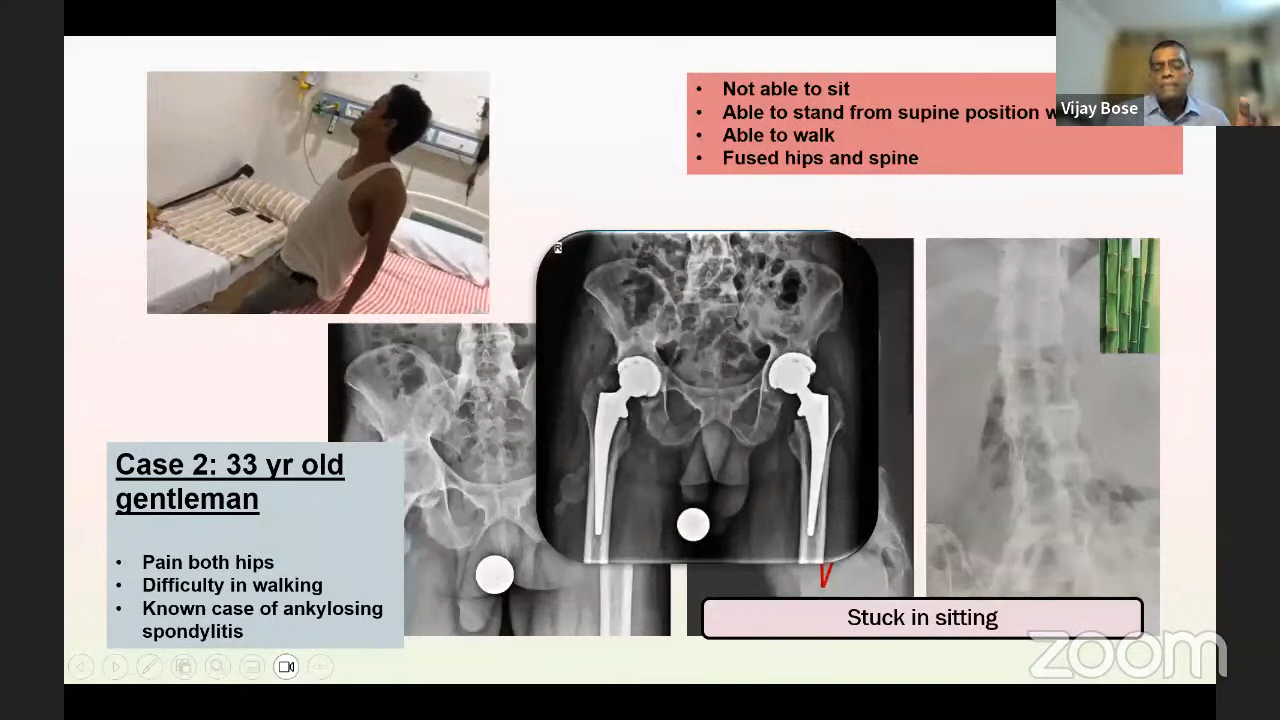 Not able to sit
Able to stand from supine position
Able to walk
Fused hips and spine
Vijay Bose
R
Case 2: 33 yr old
gentleman
Pain both hips
Difficulty in walking
Known case of ankylosing
spondylitis
Stuck in sitting
zoom